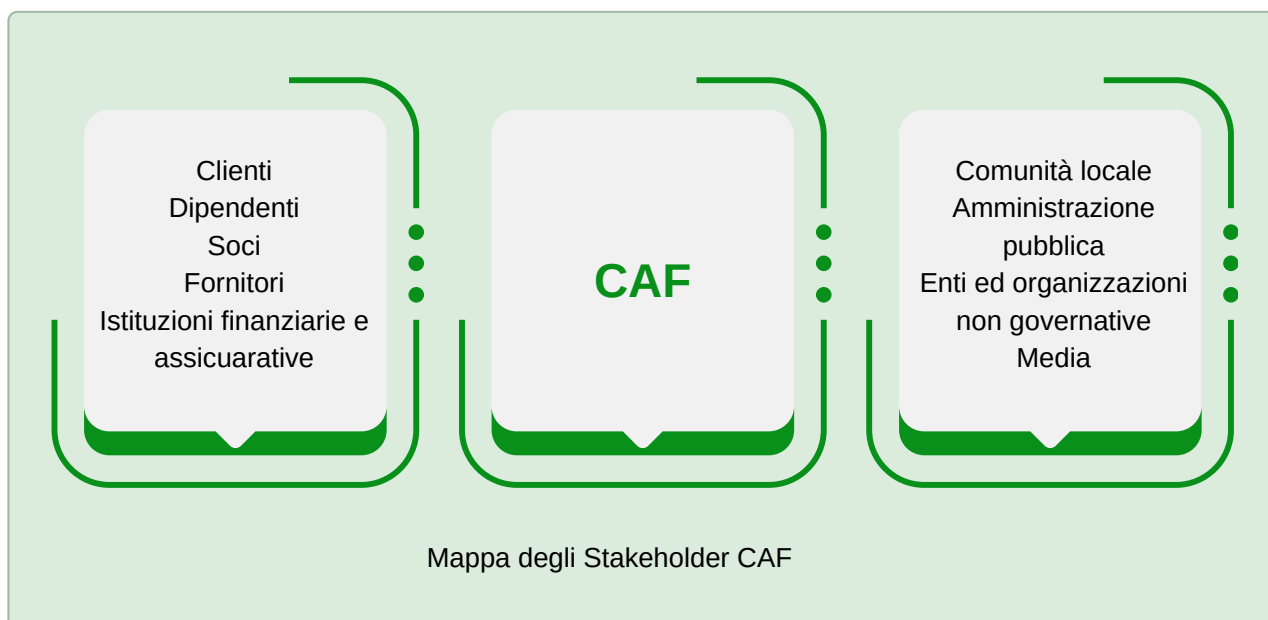 Clienti
Dipendenti
Soci
Fornitori
Istituzioni finanziarie e
assicuarative
CAF
Comunità locale
Amministrazione
pubblica
Enti ed organizzazioni
non governative
Media
Mappa degli Stakeholder CAF